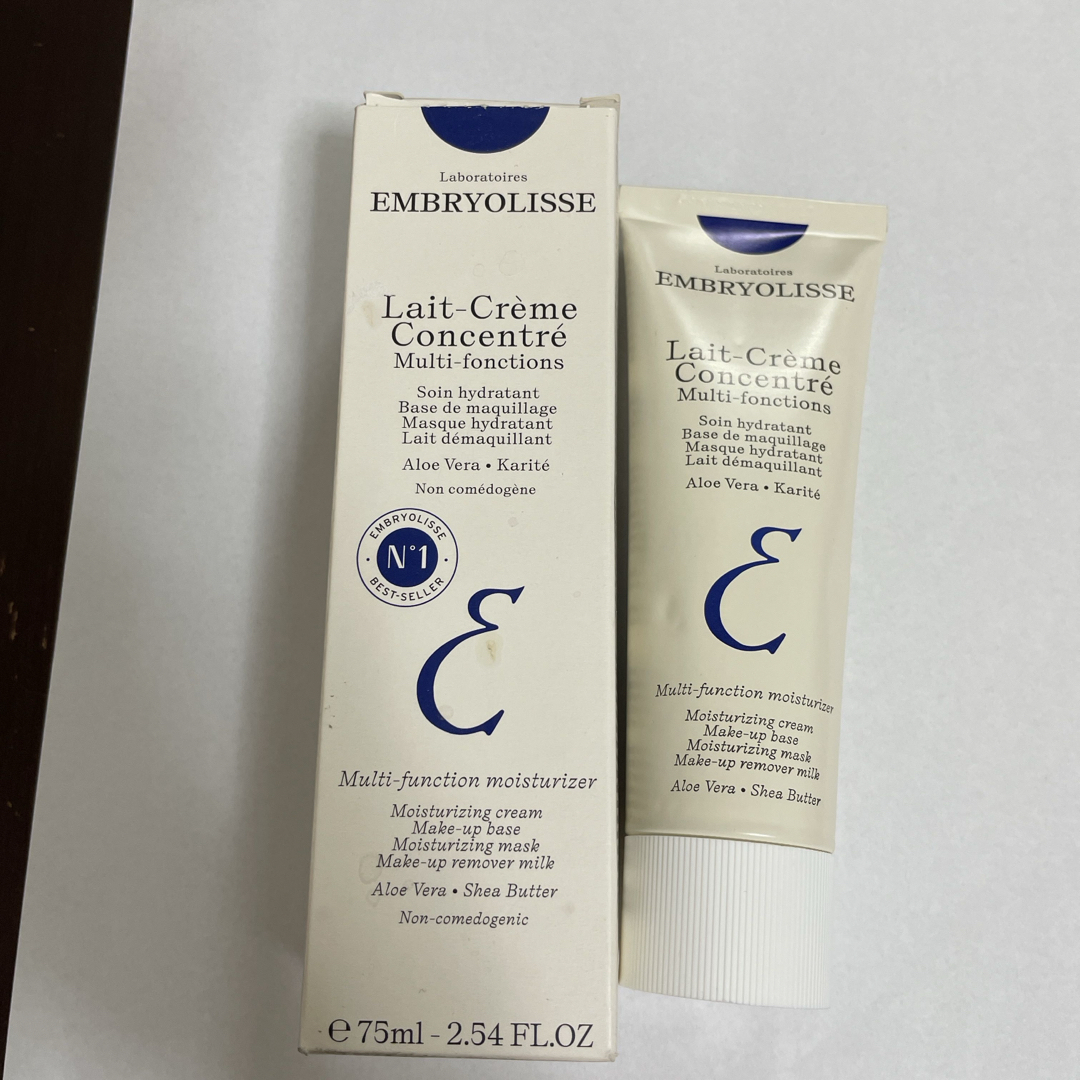 Laboratoires
EMBRYOLISSE
Lait-Crème
Concentré
Multi-fonctions
Soin hydratant
Base de maquillage
Masque hydratant
Lait démaquillant
Aloe Vera • Karité
Non comédogène
EMBRYOLISSE
N°1
BEST-SELLER
Multi-function moisturizer
Moisturizing cream
Make-up base
Moisturizing mask
Make-up remover milk
Aloe Vera • Shea Butter
Non-comedogenic
℮ 75ml - 2.54 FL.OZ
Laboratoires
EMBRYOLISSE
Lait-Crème
Concentré
Multi-fonctions
Soin hydratant
Base de maquillage
Masque hydratant
Lait démaquillant
Aloe Vera • Karité
Multi-function moisturizer
Moisturizing cream
Make-up base
Moisturizing mask
Make-up remover milk
Aloe Vera • Shea Butter